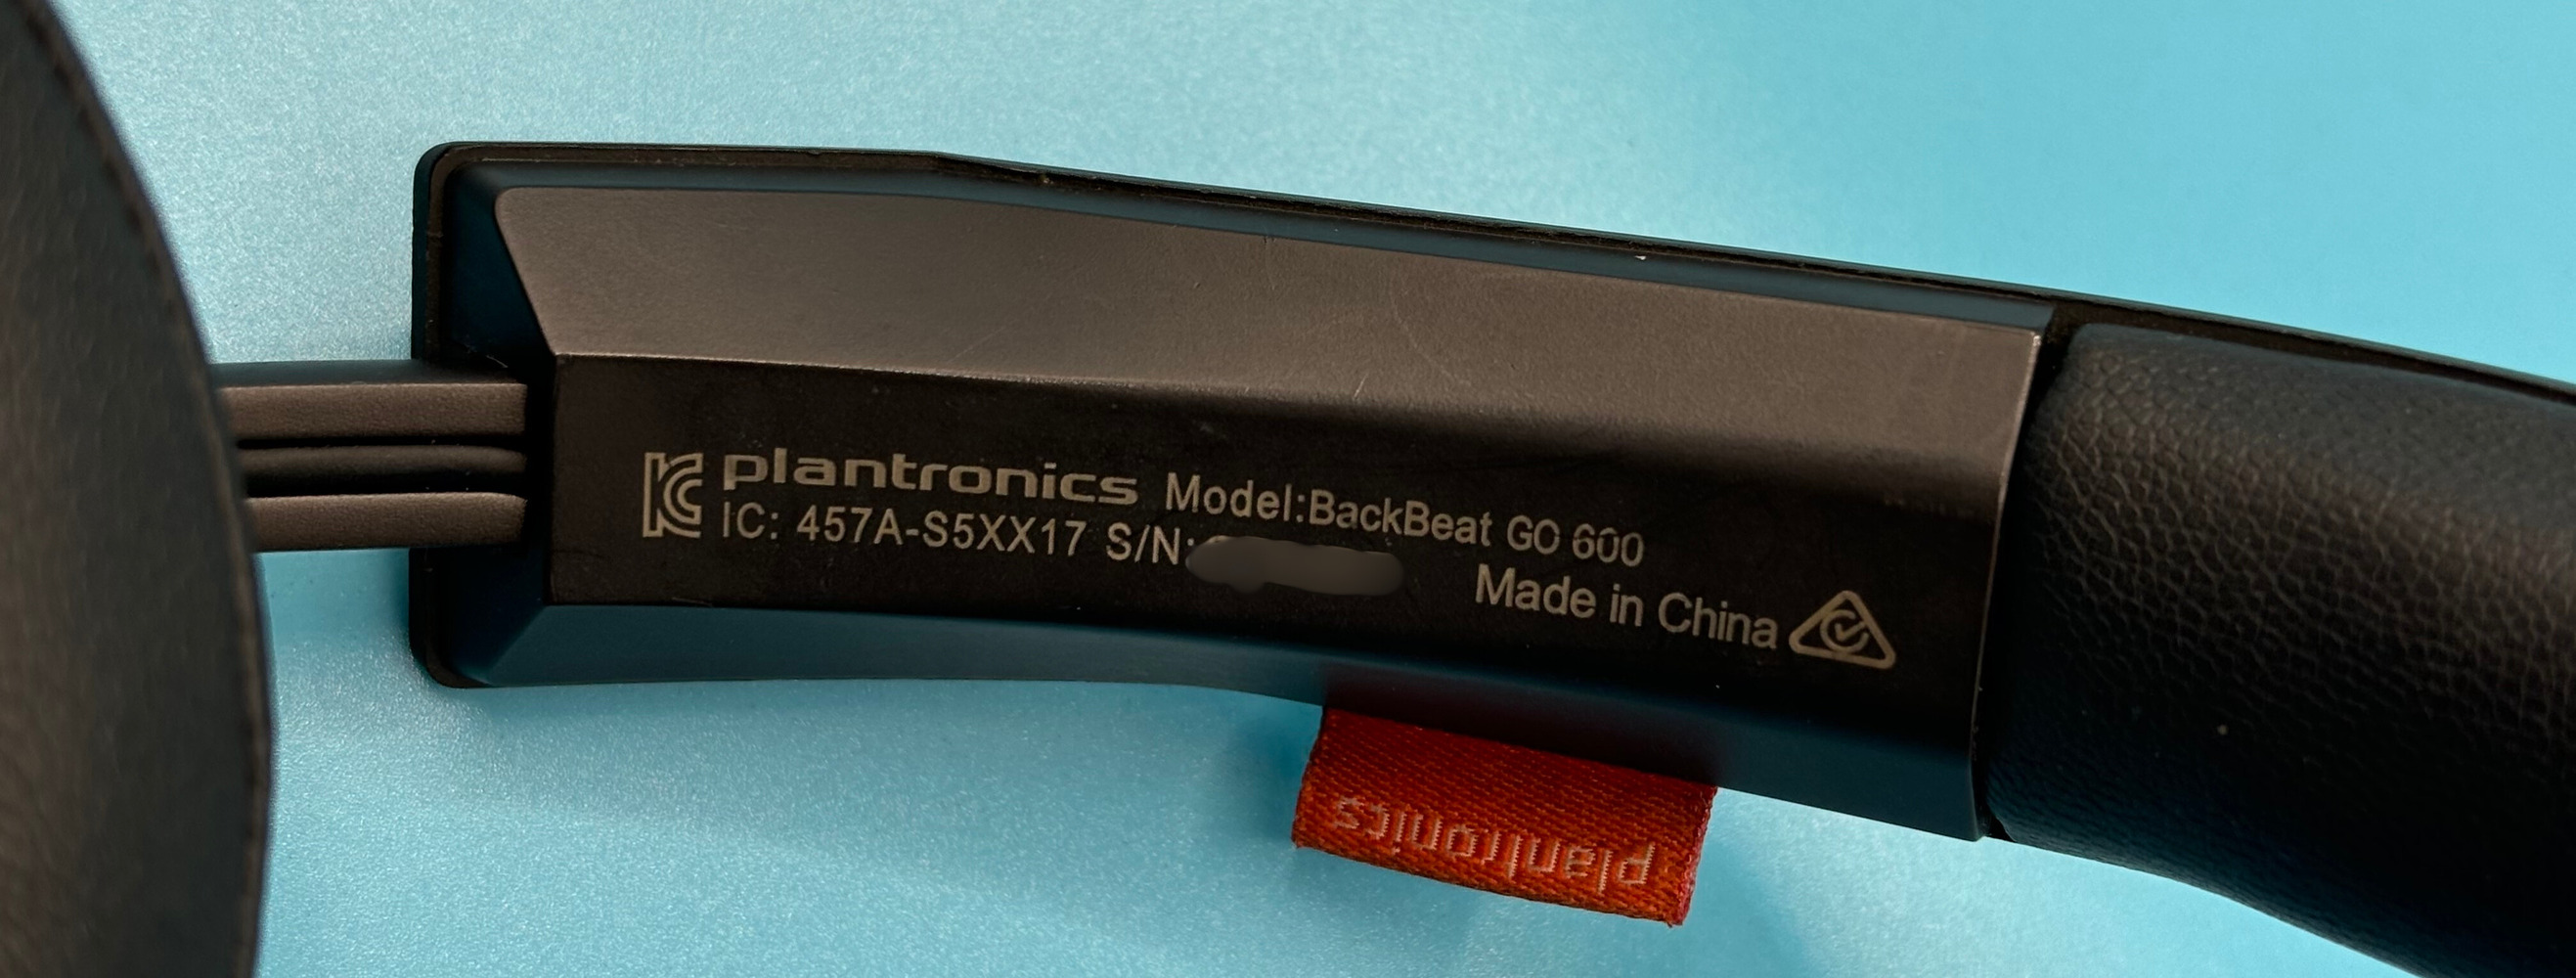 plantronics Model:BackBeat GO 600
IC: 457A-S5XX17 S/N:
Made in China
plantronics